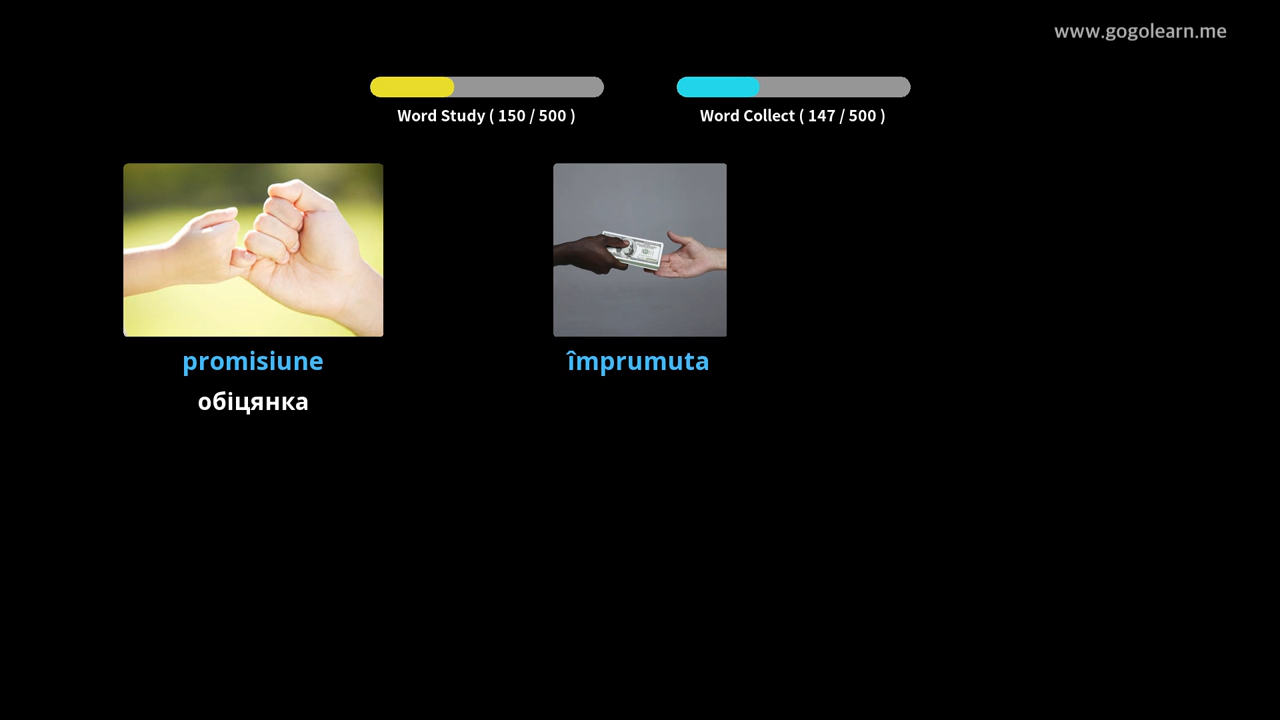 www.gogolearn.me
Word Study ( 150 / 500 )
Word Collect ( 147 / 500 )
promisiune
împrumuta
обіцянка